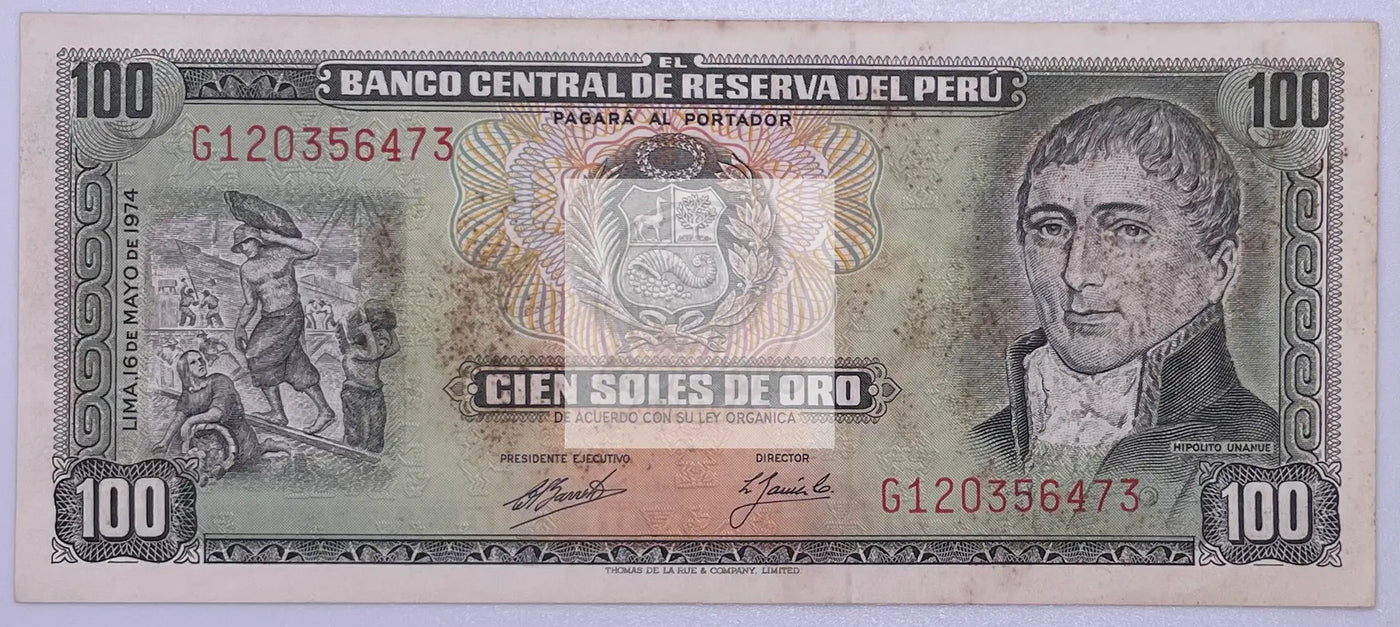 EL
100 BANCO CENTRAL DE RESERVA DEL PERÚ 100
PAGARÁ AL PORTADOR
G120356473
LIMA, 16 DE MAYO DE 1974
CIEN SOLES DE ORO
DE ACUERDO CON SU LEY ORGANICA
HIPOLITO UNANUE
PRESIDENTE EJECUTIVO DIRECTOR
G120356473
100 100
THOMAS DE LA RUE & COMPANY, LIMITED.